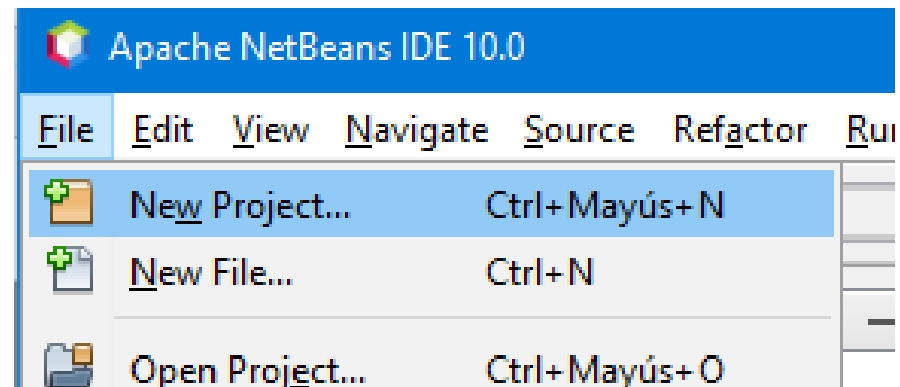 Apache NetBeans IDE 10.0
File Edit View Navigate Source Refactor
New Project... Ctrl+Mayús+N
New File... Ctrl+N
Open Project... Ctrl+Mayús+O